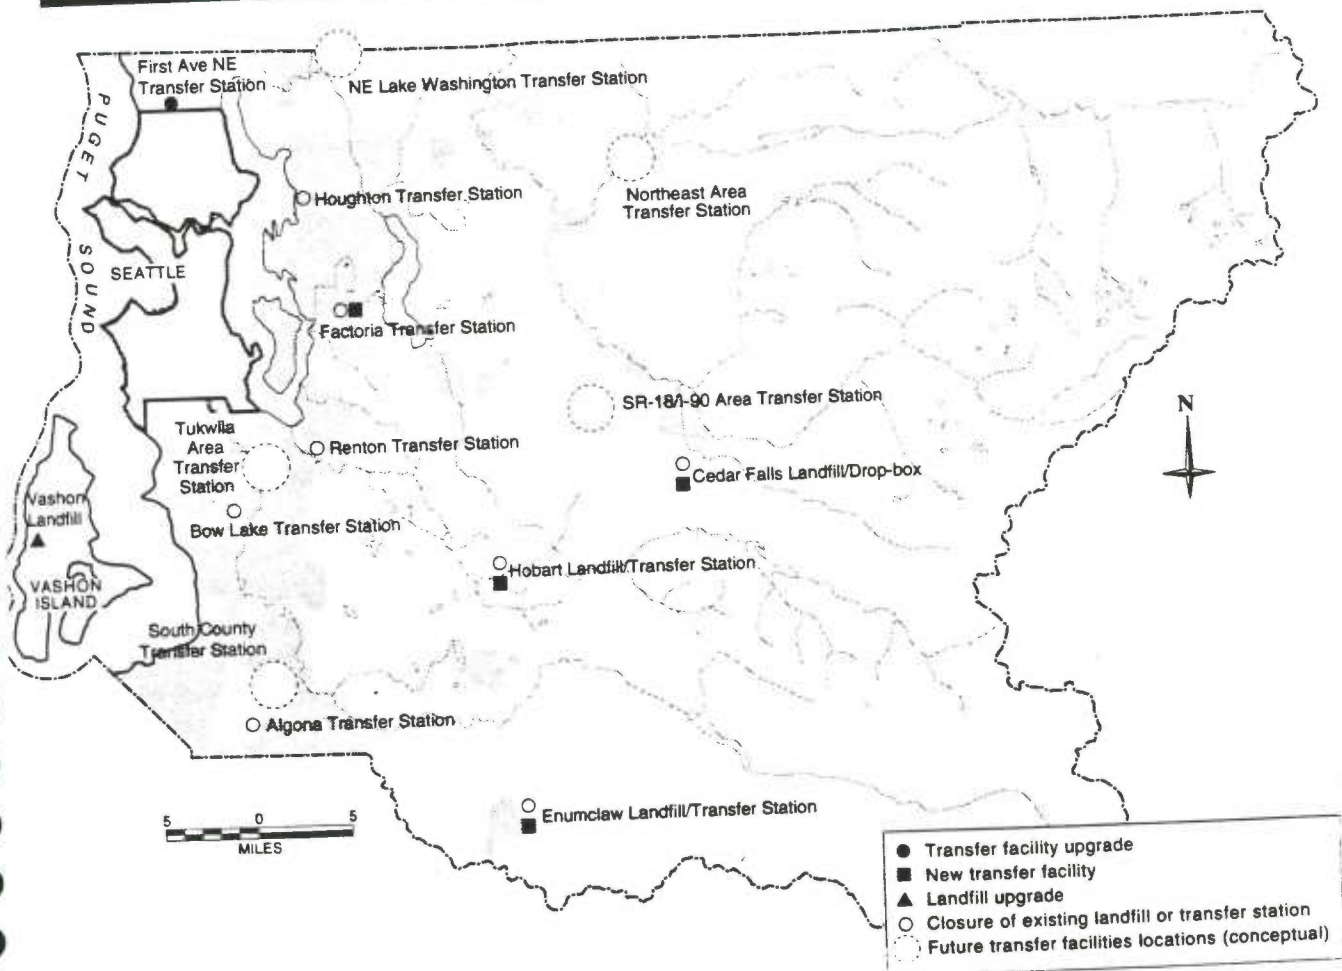 First Ave NE
Transfer Station
NE Lake Washington Transfer Station
PUGET SOUND
Houghton Transfer Station
Northeast Area
Transfer Station
SEATTLE
Factoria Transfer Station
SR-18/I-90 Area Transfer Station
N
Tukwila
Area
Transfer
Station
Renton Transfer Station
Cedar Falls Landfill/Drop-box
Vashon
Landfill
Bow Lake Transfer Station
Hobart Landfill/Transfer Station
VASHON
ISLAND
South County
Transfer Station
Algona Transfer Station
Enumclaw Landfill/Transfer Station
5 0 5
MILES
Transfer facility upgrade
New transfer facility
Landfill upgrade
Closure of existing landfill or transfer station
Future transfer facilities locations (conceptual)